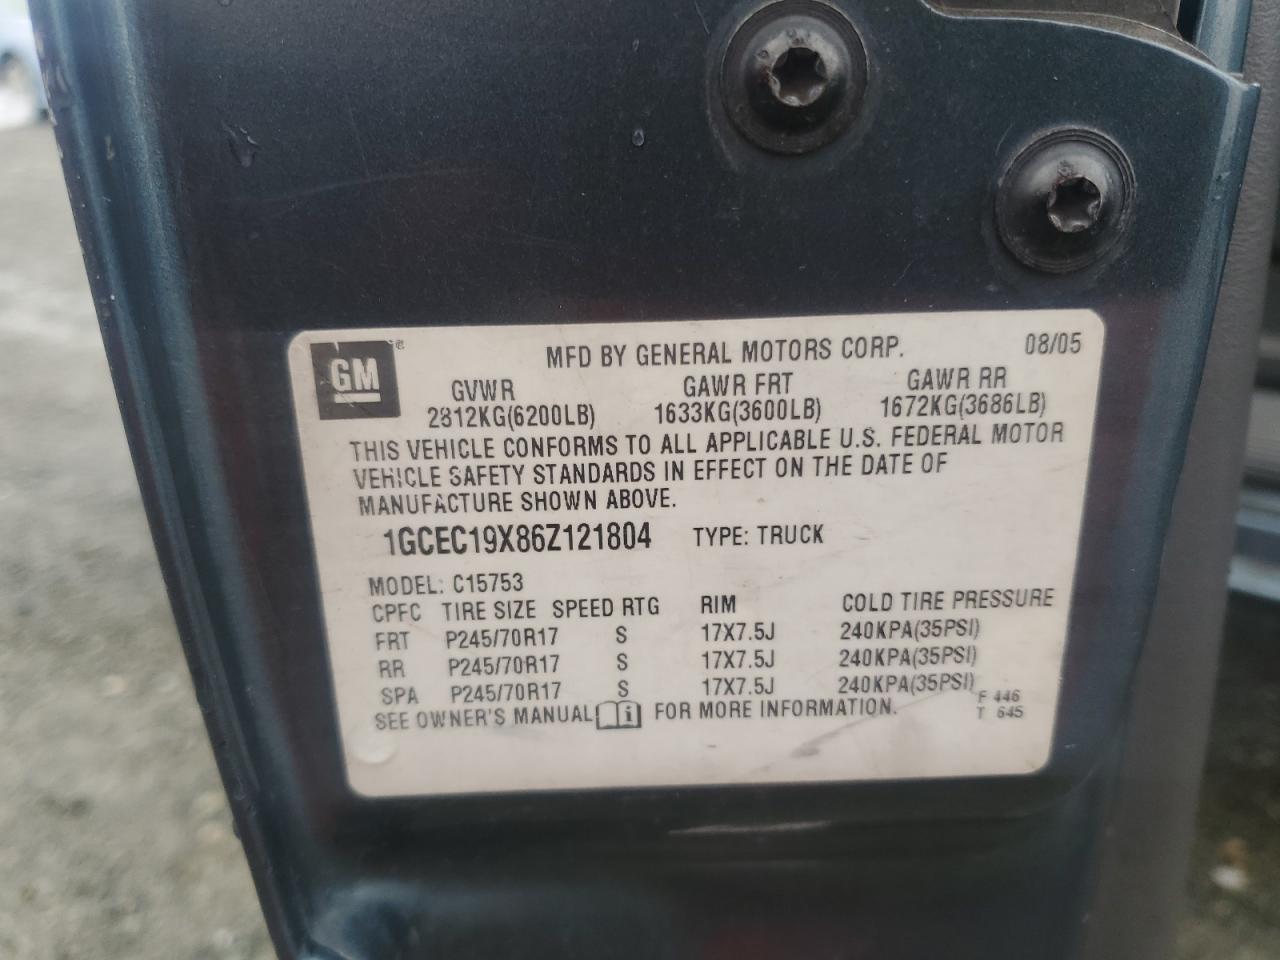 GM
MFD BY GENERAL MOTORS CORP. 08/05
GVWR GAWR FRT GAWR RR
2812KG(6200LB) 1633KG(3600LB) 1672KG(3686LB)
THIS VEHICLE CONFORMS TO ALL APPLICABLE U.S. FEDERAL MOTOR
VEHICLE SAFETY STANDARDS IN EFFECT ON THE DATE OF
MANUFACTURE SHOWN ABOVE.
1GCEC19X86Z121804 TYPE: TRUCK
MODEL: C15753
CPFC TIRE SIZE SPEED RTG RIM COLD TIRE PRESSURE
FRT P245/70R17 S 17X7.5J 240KPA(35PSI)
RR P245/70R17 S 17X7.5J 240KPA(35PSI)
SPA P245/70R17 S 17X7.5J 240KPA(35PSI)
SEE OWNER'S MANUAL i FOR MORE INFORMATION.
F 446
T 645